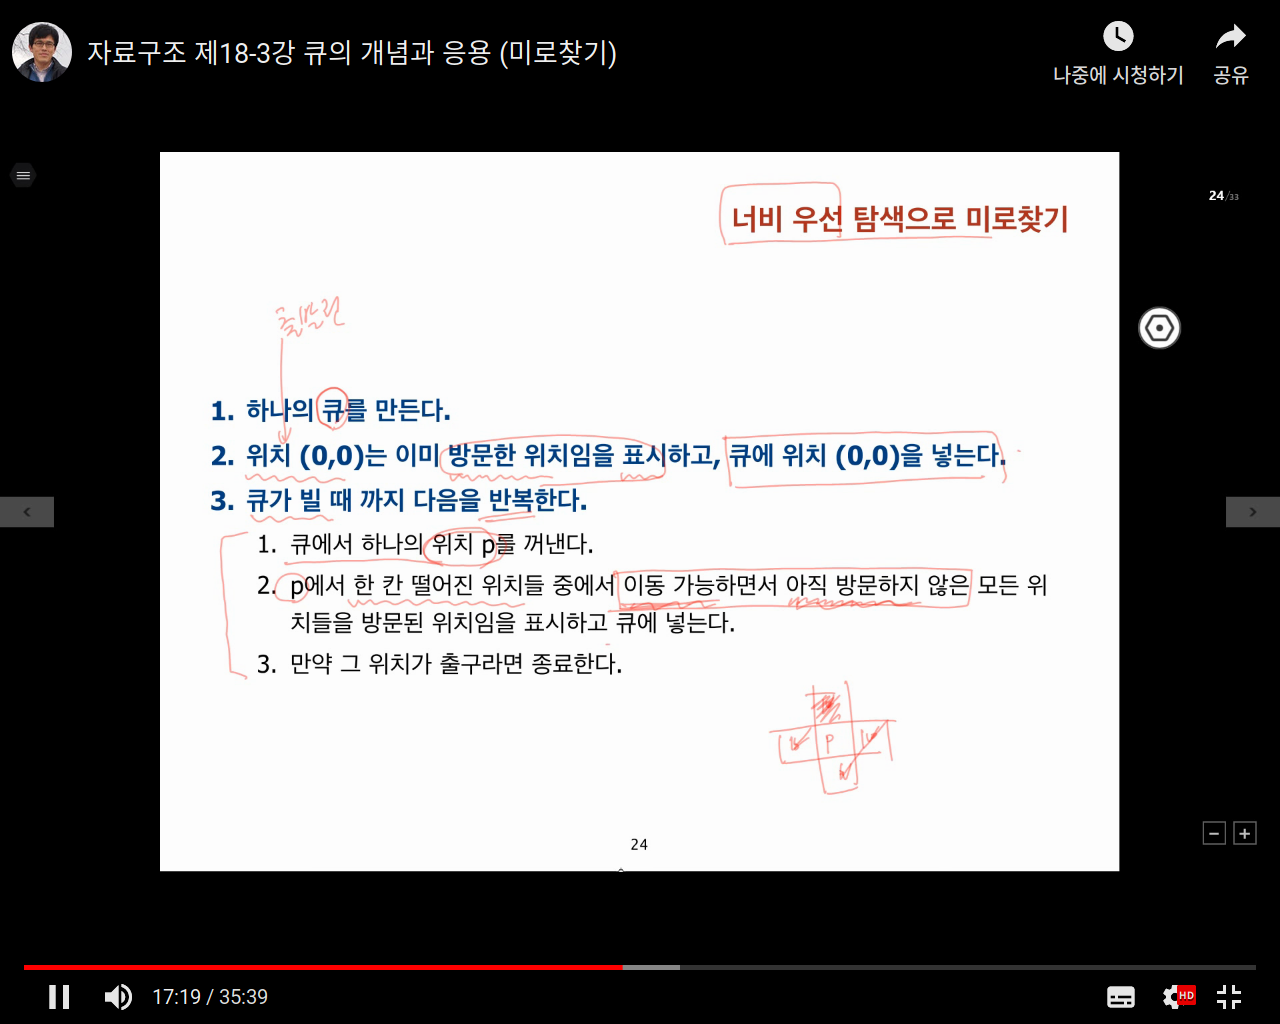 자료구조 제18-3강 큐의 개념과 응용 (미로찾기)
나중에 시청하기
공유
24/33
너비 우선 탐색으로 미로찾기
출발전
1. 하나의 큐를 만든다.
2. 위치 (0,0)는 이미 방문한 위치임을 표시하고, 큐에 위치 (0,0)을 넣는다.
3. 큐가 빌 때 까지 다음을 반복한다.
1. 큐에서 하나의 위치 p를 꺼낸다.
2. p에서 한 칸 떨어진 위치들 중에서 이동 가능하면서 아직 방문하지 않은 모든 위
치들을 방문된 위치임을 표시하고 큐에 넣는다.
3. 만약 그 위치가 출구라면 종료한다.
P
24
17:19 / 35:39
HD